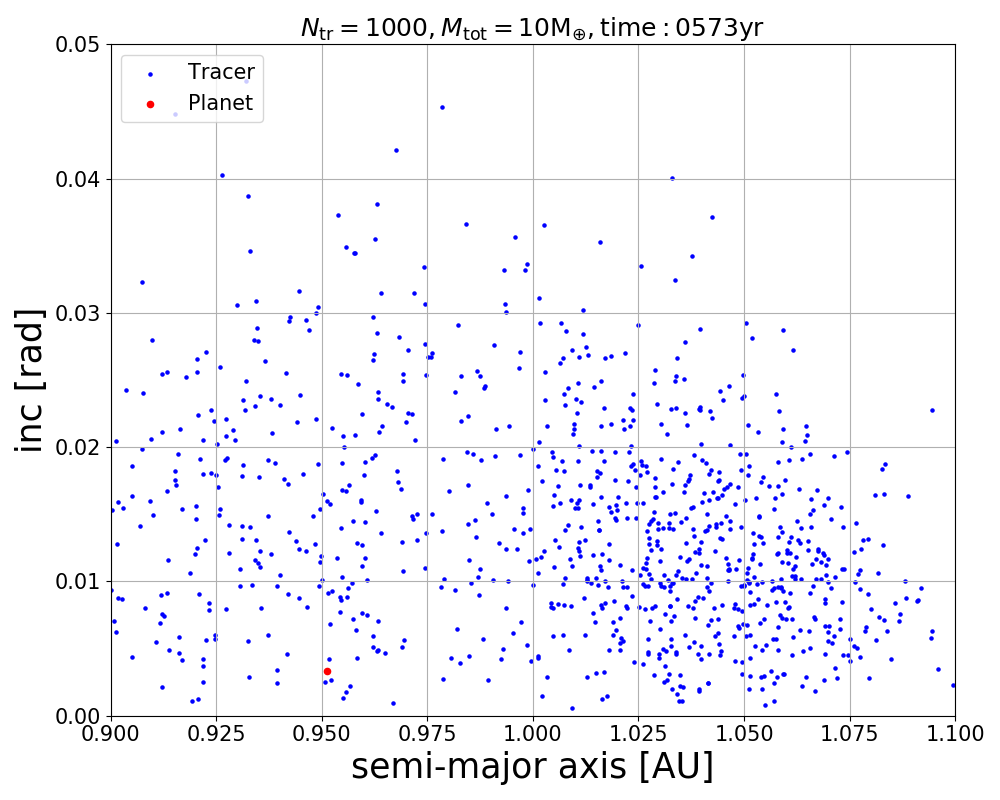 N_tr = 1000, M_tot = 10M_⊕, time : 0573yr
Tracer
Planet
0.05
0.04
0.03
0.02
0.01
0.00
inc [rad]
0.900 0.925 0.950 0.975 1.000 1.025 1.050 1.075 1.100
semi-major axis [AU]